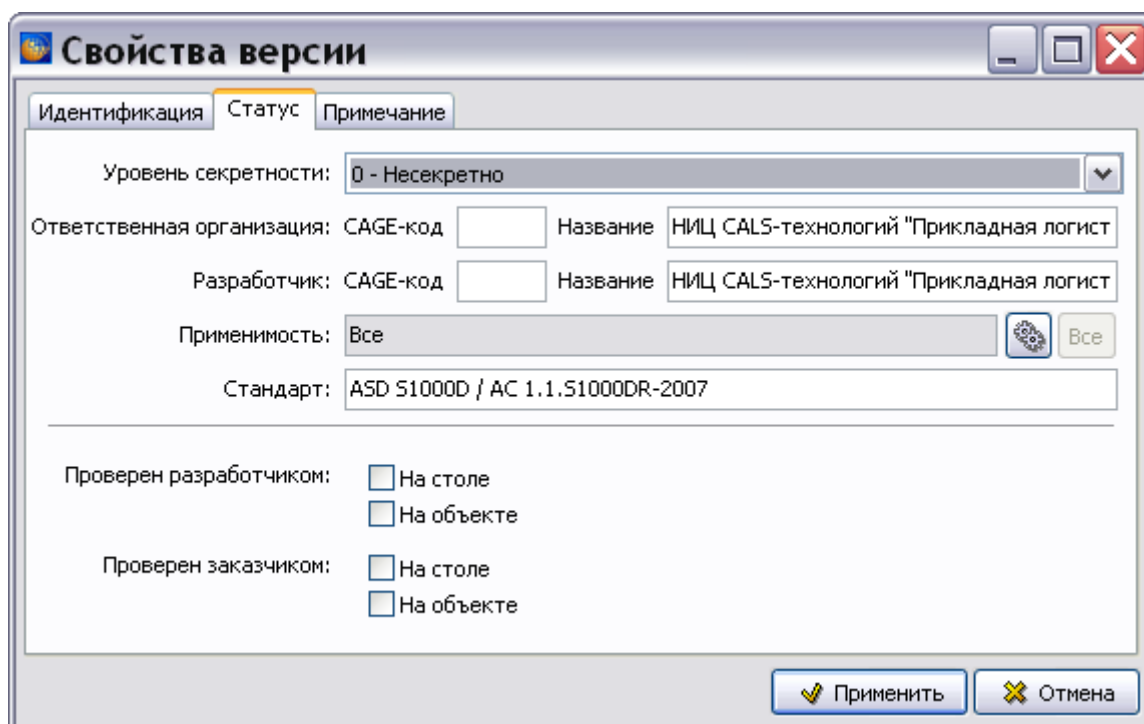 Свойства версии
Идентификация Статус Примечание
Уровень секретности: 0 - Несекретно
Ответственная организация: CAGE-код Название НИЦ CALS-технологий "Прикладная логист
Разработчик: CAGE-код Название НИЦ CALS-технологий "Прикладная логист
Применимость: Все Все
Стандарт: ASD S1000D / AC 1.1.S1000DR-2007
Проверен разработчиком: На столе
На объекте
Проверен заказчиком: На столе
На объекте
Применить Отмена